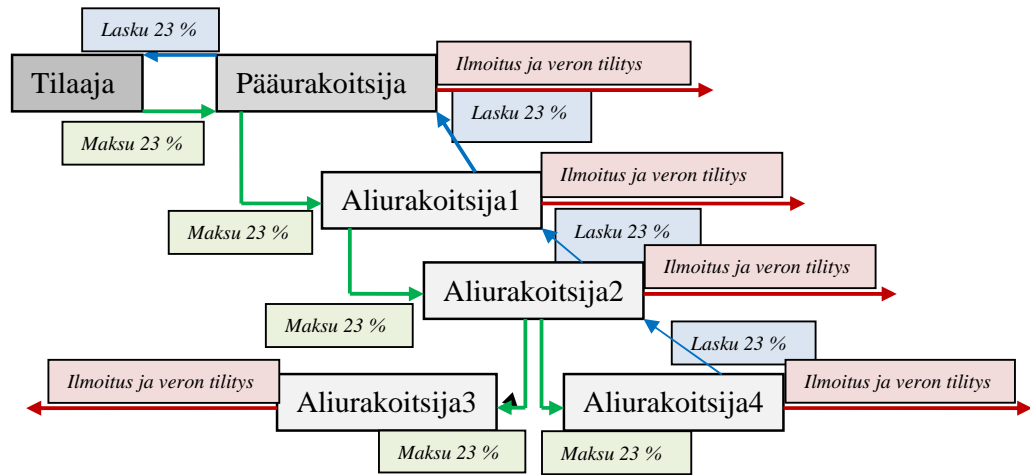 Lasku 23 %
Tilaaja
Pääurakoitsija
Ilmoitus ja veron tilitys
Maksu 23 %
Lasku 23 %
Aliurakoitsija1
Ilmoitus ja veron tilitys
Maksu 23 %
Lasku 23 %
Aliurakoitsija2
Ilmoitus ja veron tilitys
Maksu 23 %
Lasku 23 %
Ilmoitus ja veron tilitys
Aliurakoitsija3
Aliurakoitsija4
Ilmoitus ja veron tilitys
Maksu 23 %
Maksu 23 %